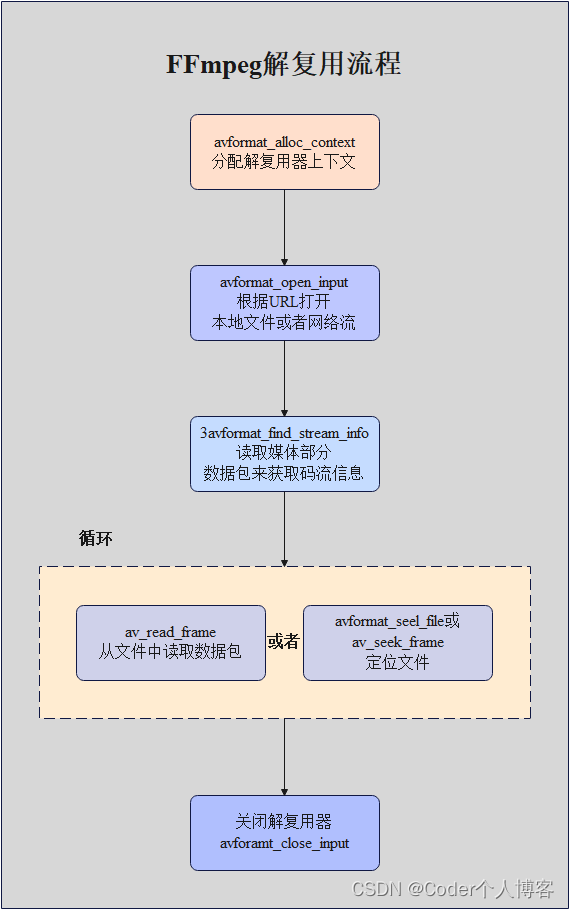 FFmpeg解复用流程
avformat_alloc_context
分配解复用器上下文
avformat_open_input
根据URL打开
本地文件或者网络流
3avformat_find_stream_info
读取媒体部分
数据包来获取码流信息
循环
av_read_frame
从文件中读取数据包
或者
avformat_seel_file或
av_seek_frame
定位文件
关闭解复用器
avforamt_close_input
CSDN @Coder个人博客